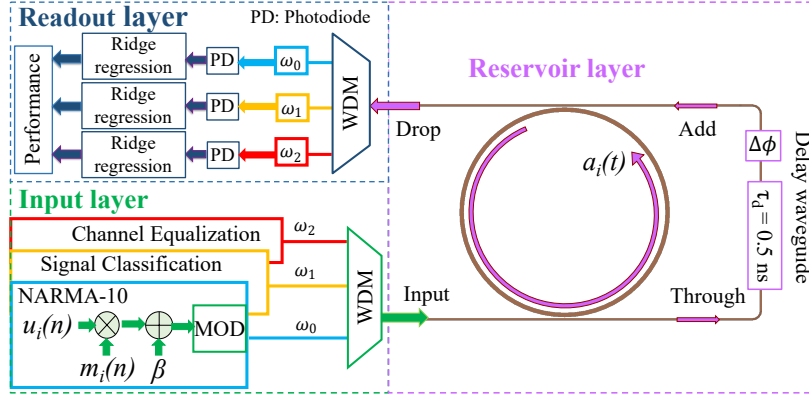 Readout layer
PD: Photodiode
Performance
Ridge
regression
PD
ω0
Ridge
regression
PD
ω1
Ridge
regression
PD
ω2
WDM
Input layer
Channel Equalization
ω2
Signal Classification
ω1
NARMA-10
ui(n)
mi(n)
β
MOD
ω0
WDM
Input
Reservoir layer
Drop
Add
ai(t)
Through
Δϕ
τd = 0.5 ns
Delay waveguide